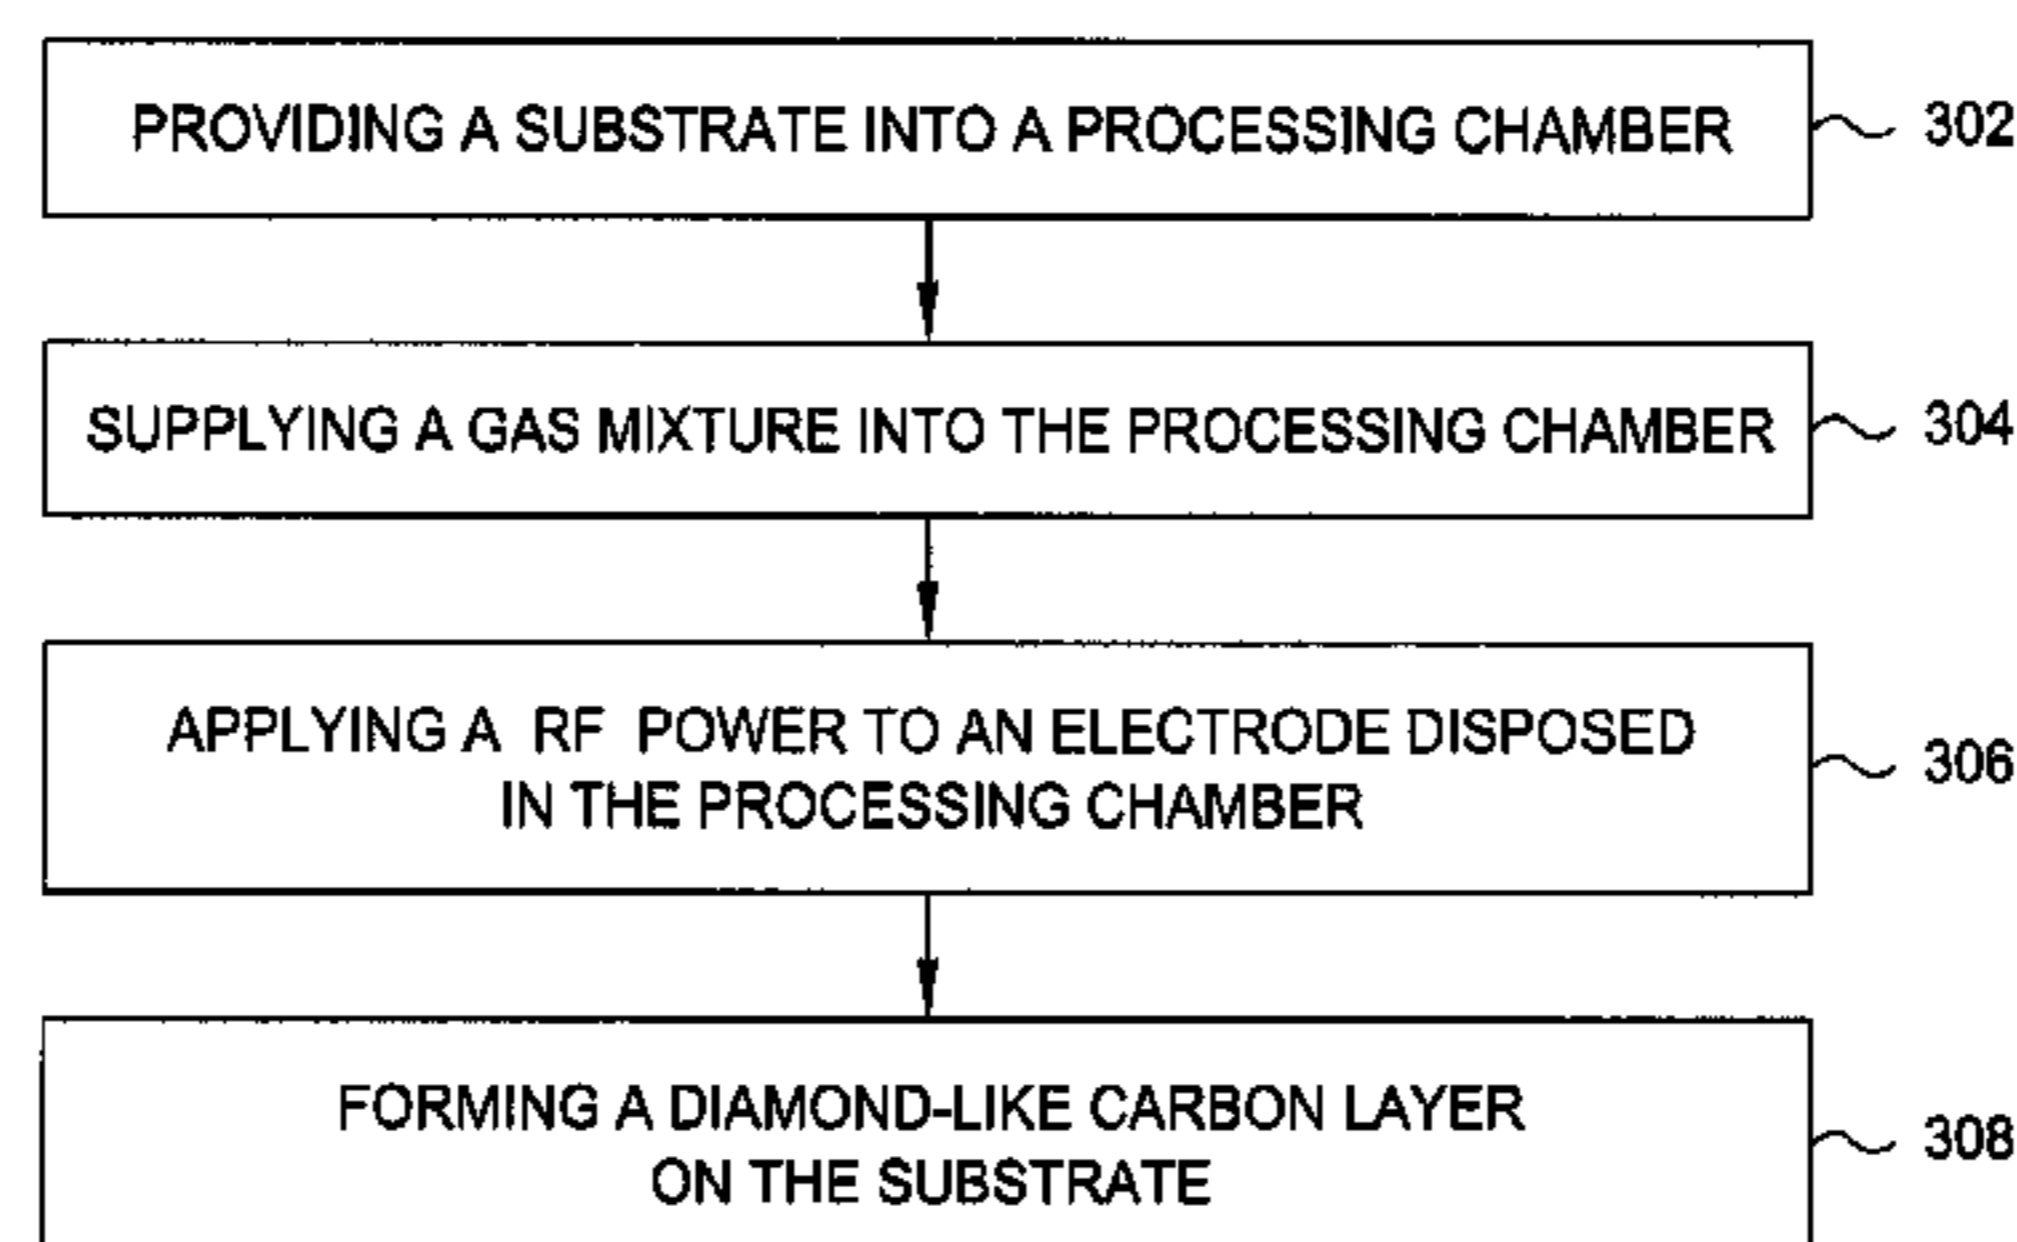 PROVIDING A SUBSTRATE INTO A PROCESSING CHAMBER
302
SUPPLYING A GAS MIXTURE INTO THE PROCESSING CHAMBER
304
APPLYING A RF POWER TO AN ELECTRODE DISPOSED
IN THE PROCESSING CHAMBER
306
FORMING A DIAMOND-LIKE CARBON LAYER
ON THE SUBSTRATE
308